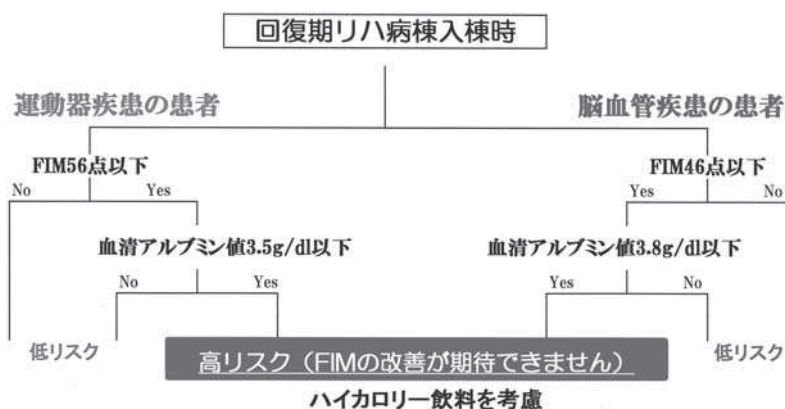 回復期リハ病棟入棟時
運動器疾患の患者
脳血管疾患の患者
FIM56点以下
FIM46点以下
No
Yes
Yes
No
血清アルブミン値3.5g/dl以下
血清アルブミン値3.8g/dl以下
No
Yes
Yes
No
低リスク
高リスク（FIMの改善が期待できません）
低リスク
ハイカロリー飲料を考慮